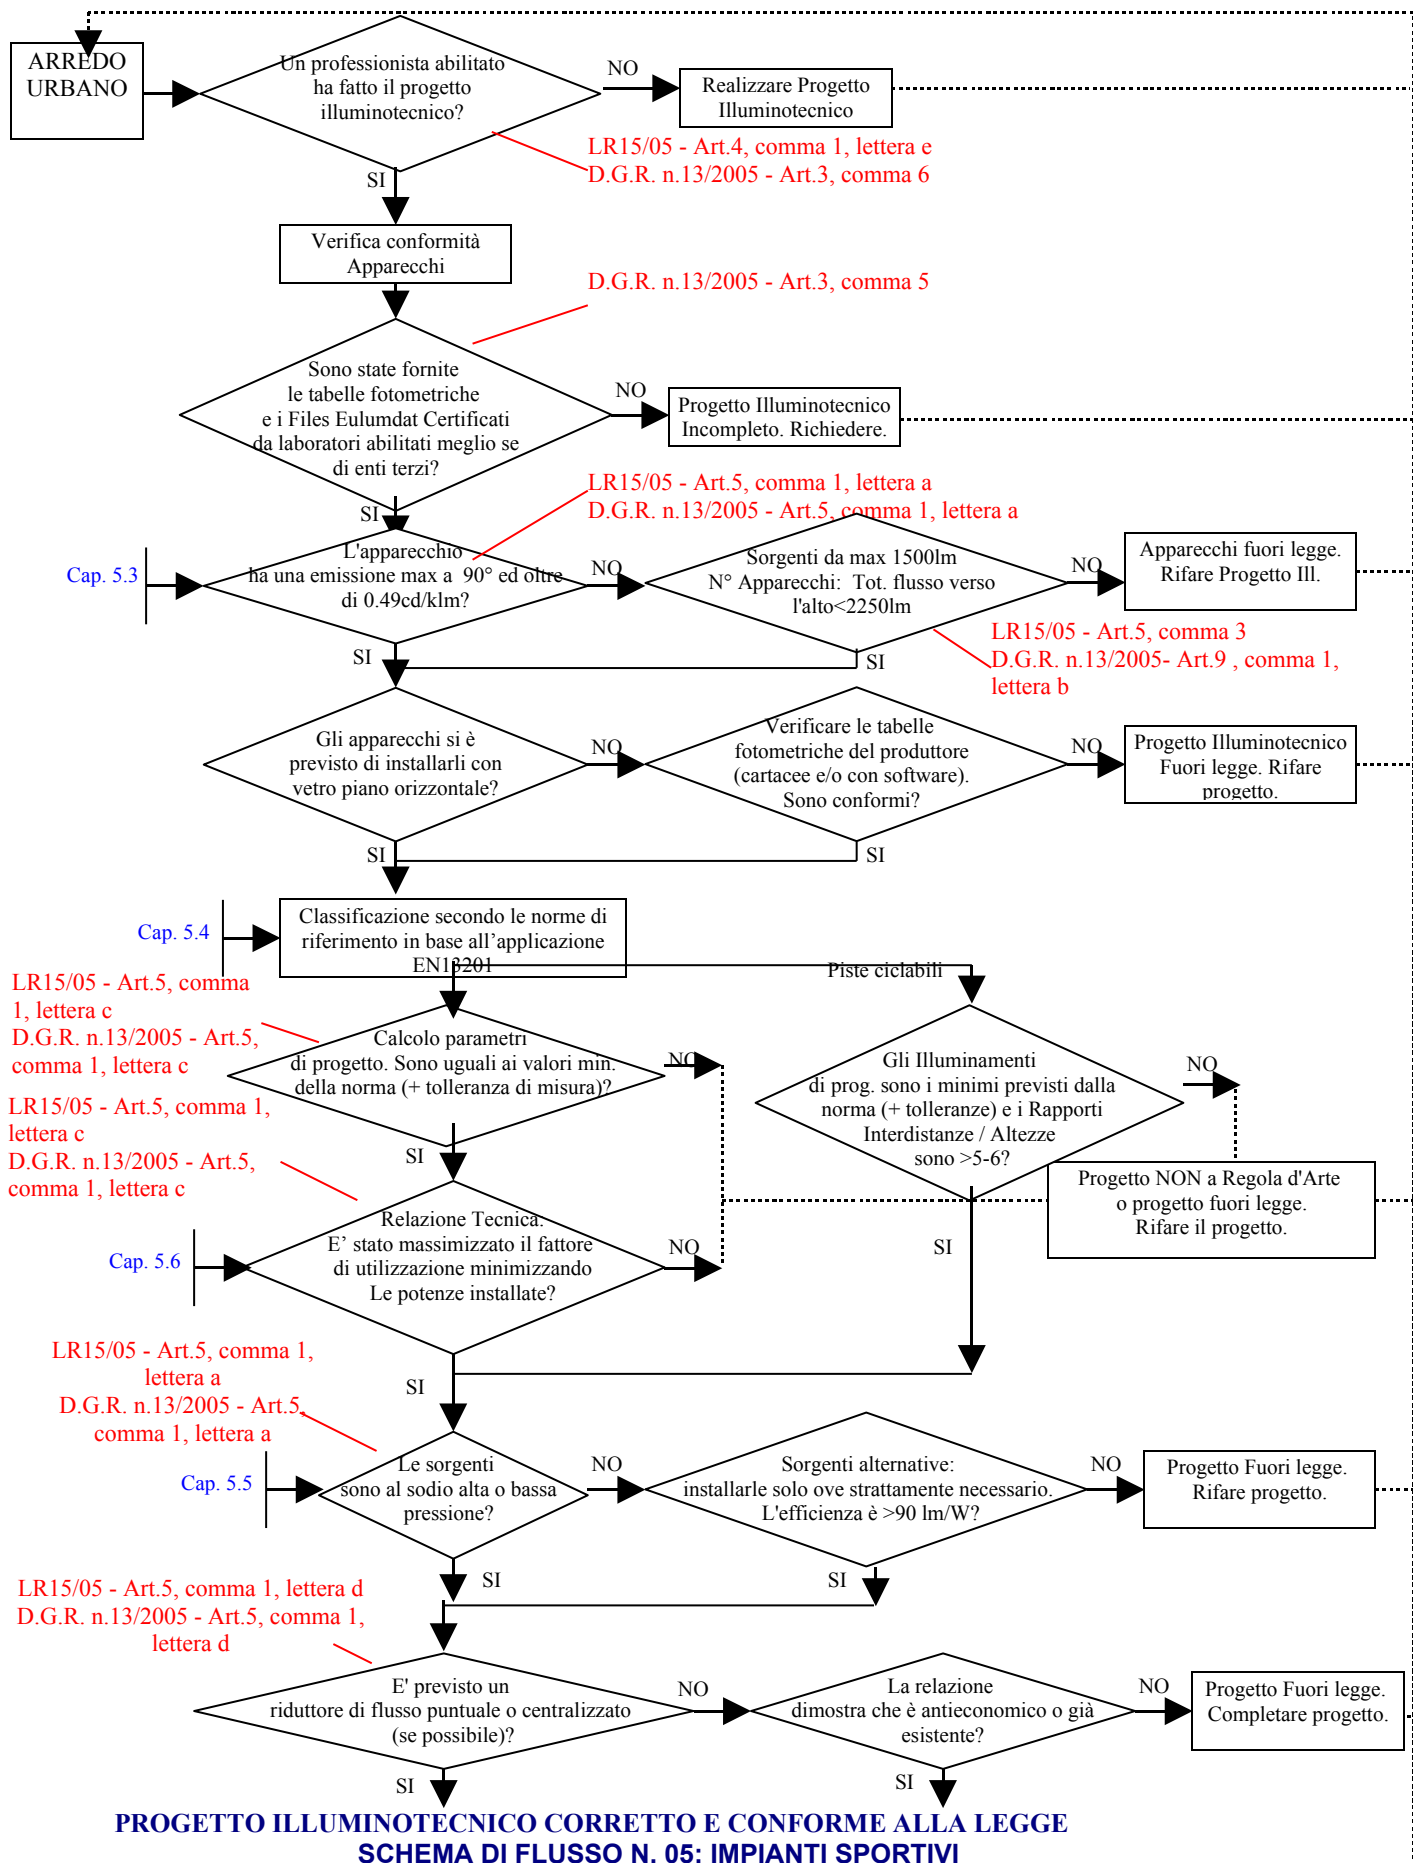 ARREDO
URBANO
Un professionista abilitato
ha fatto il progetto
illuminotecnico?
NO
Realizzare Progetto
Illuminotecnico
LR15/05 - Art.4, comma 1, lettera e
D.G.R. n.13/2005 - Art.3, comma 6
SI
Verifica conformità
Apparecchi
D.G.R. n.13/2005 - Art.3, comma 5
Sono state fornite
le tabelle fotometriche
e i Files Eulumdat Certificati
da laboratori abilitati meglio se
di enti terzi?
NO
Progetto Illuminotecnico
Incompleto. Richiedere.
LR15/05 - Art.5, comma 1, lettera a
D.G.R. n.13/2005 - Art.5, comma 1, lettera a
SI
Cap. 5.3
L'apparecchio
ha una emissione max a 90° ed oltre
di 0.49cd/klm?
NO
Sorgenti da max 1500lm
N° Apparecchi: Tot. flusso verso
l'alto<2250lm
NO
Apparecchi fuori legge.
Rifare Progetto Ill.
LR15/05 - Art.5, comma 3
D.G.R. n.13/2005- Art.9 , comma 1,
lettera b
SI
SI
Gli apparecchi si è
previsto di installarli con
vetro piano orizzontale?
NO
Verificare le tabelle
fotometriche del produttore
(cartacee e/o con software).
Sono conformi?
NO
Progetto Illuminotecnico
Fuori legge. Rifare
progetto.
SI
SI
Cap. 5.4
Classificazione secondo le norme di
riferimento in base all’applicazione
EN13201
Piste ciclabili
LR15/05 - Art.5, comma
1, lettera c
D.G.R. n.13/2005 - Art.5,
comma 1, lettera c
Calcolo parametri
di progetto. Sono uguali ai valori min.
della norma (+ tolleranza di misura)?
NO
Gli Illuminamenti
di prog. sono i minimi previsti dalla
norma (+ tolleranze) e i Rapporti
Interdistanze / Altezze
sono >5-6?
NO
LR15/05 - Art.5, comma 1,
lettera c
D.G.R. n.13/2005 - Art.5,
comma 1, lettera c
SI
Progetto NON a Regola d'Arte
o progetto fuori legge.
Rifare il progetto.
Cap. 5.6
Relazione Tecnica.
E’ stato massimizzato il fattore
di utilizzazione minimizzando
Le potenze installate?
NO
SI
LR15/05 - Art.5, comma 1,
lettera a
D.G.R. n.13/2005 - Art.5,
comma 1, lettera a
SI
Cap. 5.5
Le sorgenti
sono al sodio alta o bassa
pressione?
NO
Sorgenti alternative:
installarle solo ove strattamente necessario.
L'efficienza è >90 lm/W?
NO
Progetto Fuori legge.
Rifare progetto.
SI
SI
LR15/05 - Art.5, comma 1, lettera d
D.G.R. n.13/2005 - Art.5, comma 1,
lettera d
E' previsto un
riduttore di flusso puntuale o centralizzato
(se possibile)?
NO
La relazione
dimostra che è antieconomico o già
esistente?
NO
Progetto Fuori legge.
Completare progetto.
SI
SI
PROGETTO ILLUMINOTECNICO CORRETTO E CONFORME ALLA LEGGE
SCHEMA DI FLUSSO N. 05: IMPIANTI SPORTIVI